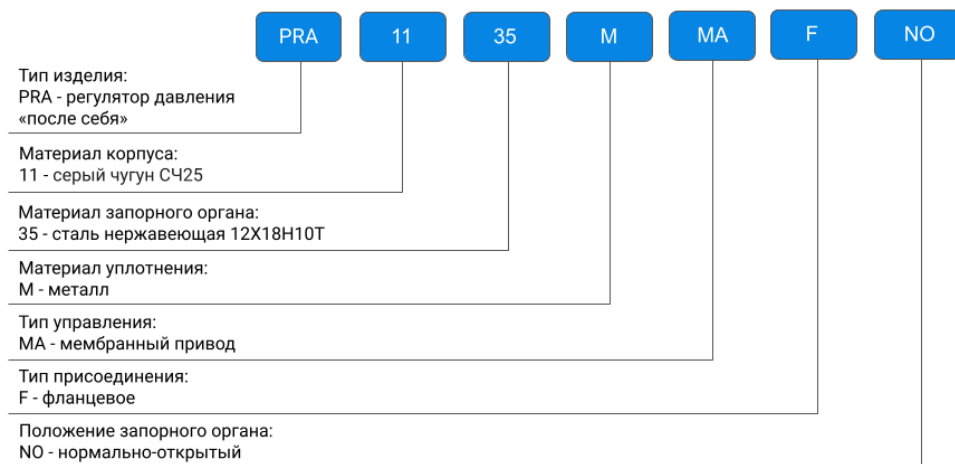 PRA 11 35 M MA F NO
Тип изделия:
PRA - регулятор давления
«после себя»
Материал корпуса:
11 - серый чугун СЧ25
Материал запорного органа:
35 - сталь нержавеющая 12Х18Н10Т
Материал уплотнения:
М - металл
Тип управления:
МА - мембранный привод
Тип присоединения:
F - фланцевое
Положение запорного органа:
NO - нормально-открытый